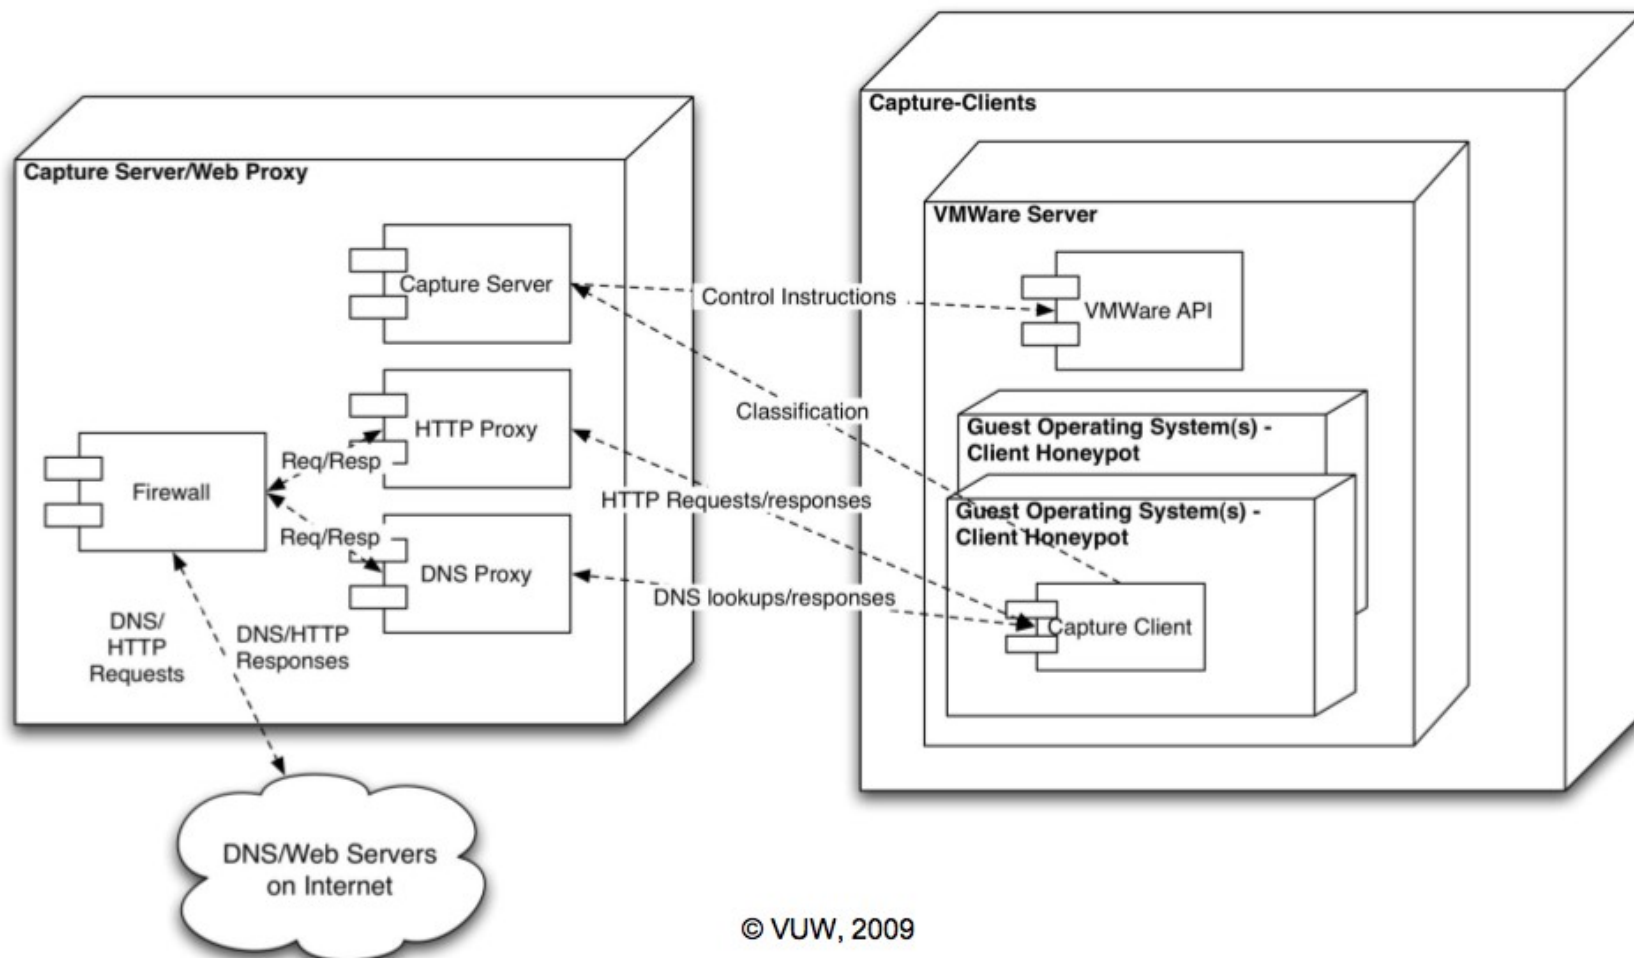 Capture Server/Web Proxy
Capture Server
HTTP Proxy
Firewall
Req/Resp
Req/Resp
DNS Proxy
DNS/
HTTP
Requests
DNS/HTTP
Responses
DNS/Web Servers
on Internet
Control Instructions
Classification
HTTP Requests/responses
DNS lookups/responses
Capture-Clients
VMWare Server
VMWare API
Guest Operating System(s) -
Client Honeypot
Guest Operating System(s) -
Client Honeypot
Capture Client
© VUW, 2009